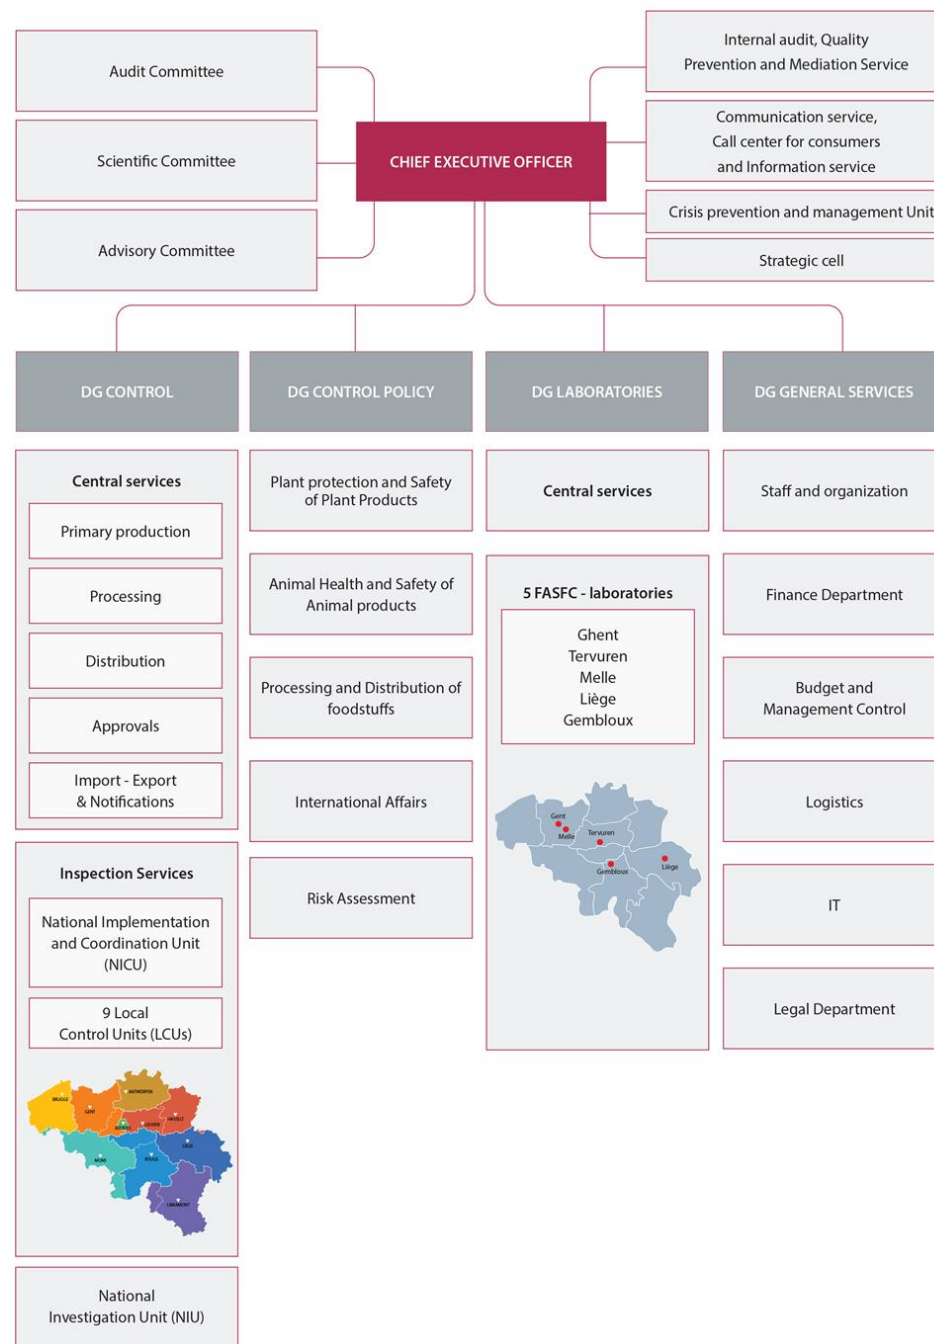 Audit Committee
Scientific Committee
Advisory Committee
CHIEF EXECUTIVE OFFICER
Internal audit, Quality
Prevention and Mediation Service
Communication service,
Call center for consumers
and Information service
Crisis prevention and management Unit
Strategic cell
DG CONTROL
Central services
Primary production
Processing
Distribution
Approvals
Import - Export
& Notifications
Inspection Services
National Implementation
and Coordination Unit
(NICU)
9 Local
Control Units (LCUs)
ANTWERPEN
BRUGGE
GENT
HASSELT
LEUVEN
MONS
LIÈGE
LIBRAMONT
National
Investigation Unit (NIU)
DG CONTROL POLICY
Plant protection and Safety
of Plant Products
Animal Health and Safety of
Animal products
Processing and Distribution of
foodstuffs
International Affairs
Risk Assessment
DG LABORATORIES
Central services
5 FASFC - laboratories
Ghent
Tervuren
Melle
Liège
Gembloux
Gent
Melle
Tervuren
Gembloux
Liège
DG GENERAL SERVICES
Staff and organization
Finance Department
Budget and
Management Control
Logistics
IT
Legal Department